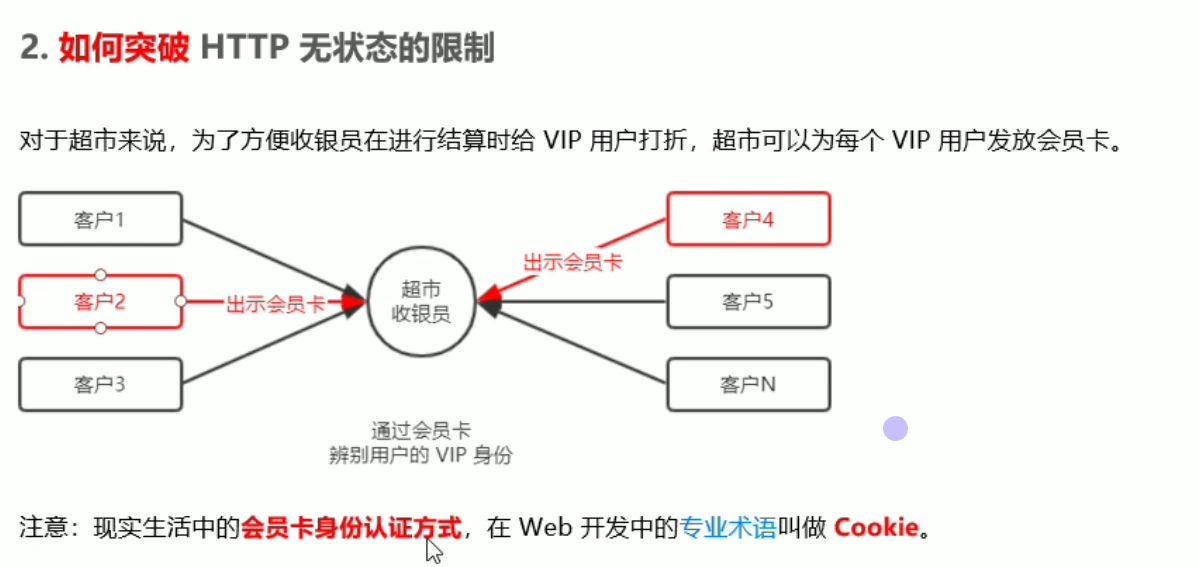 2. 如何突破 HTTP 无状态的限制
对于超市来说，为了方便收银员在进行结算时给 VIP 用户打折，超市可以为每个 VIP 用户发放会员卡。
客户1
客户4
出示会员卡
超市
收银员
客户2
出示会员卡
客户5
客户3
客户N
通过会员卡
辨别用户的 VIP 身份
注意：现实生活中的会员卡身份认证方式，在 Web 开发中的专业术语叫做 Cookie。